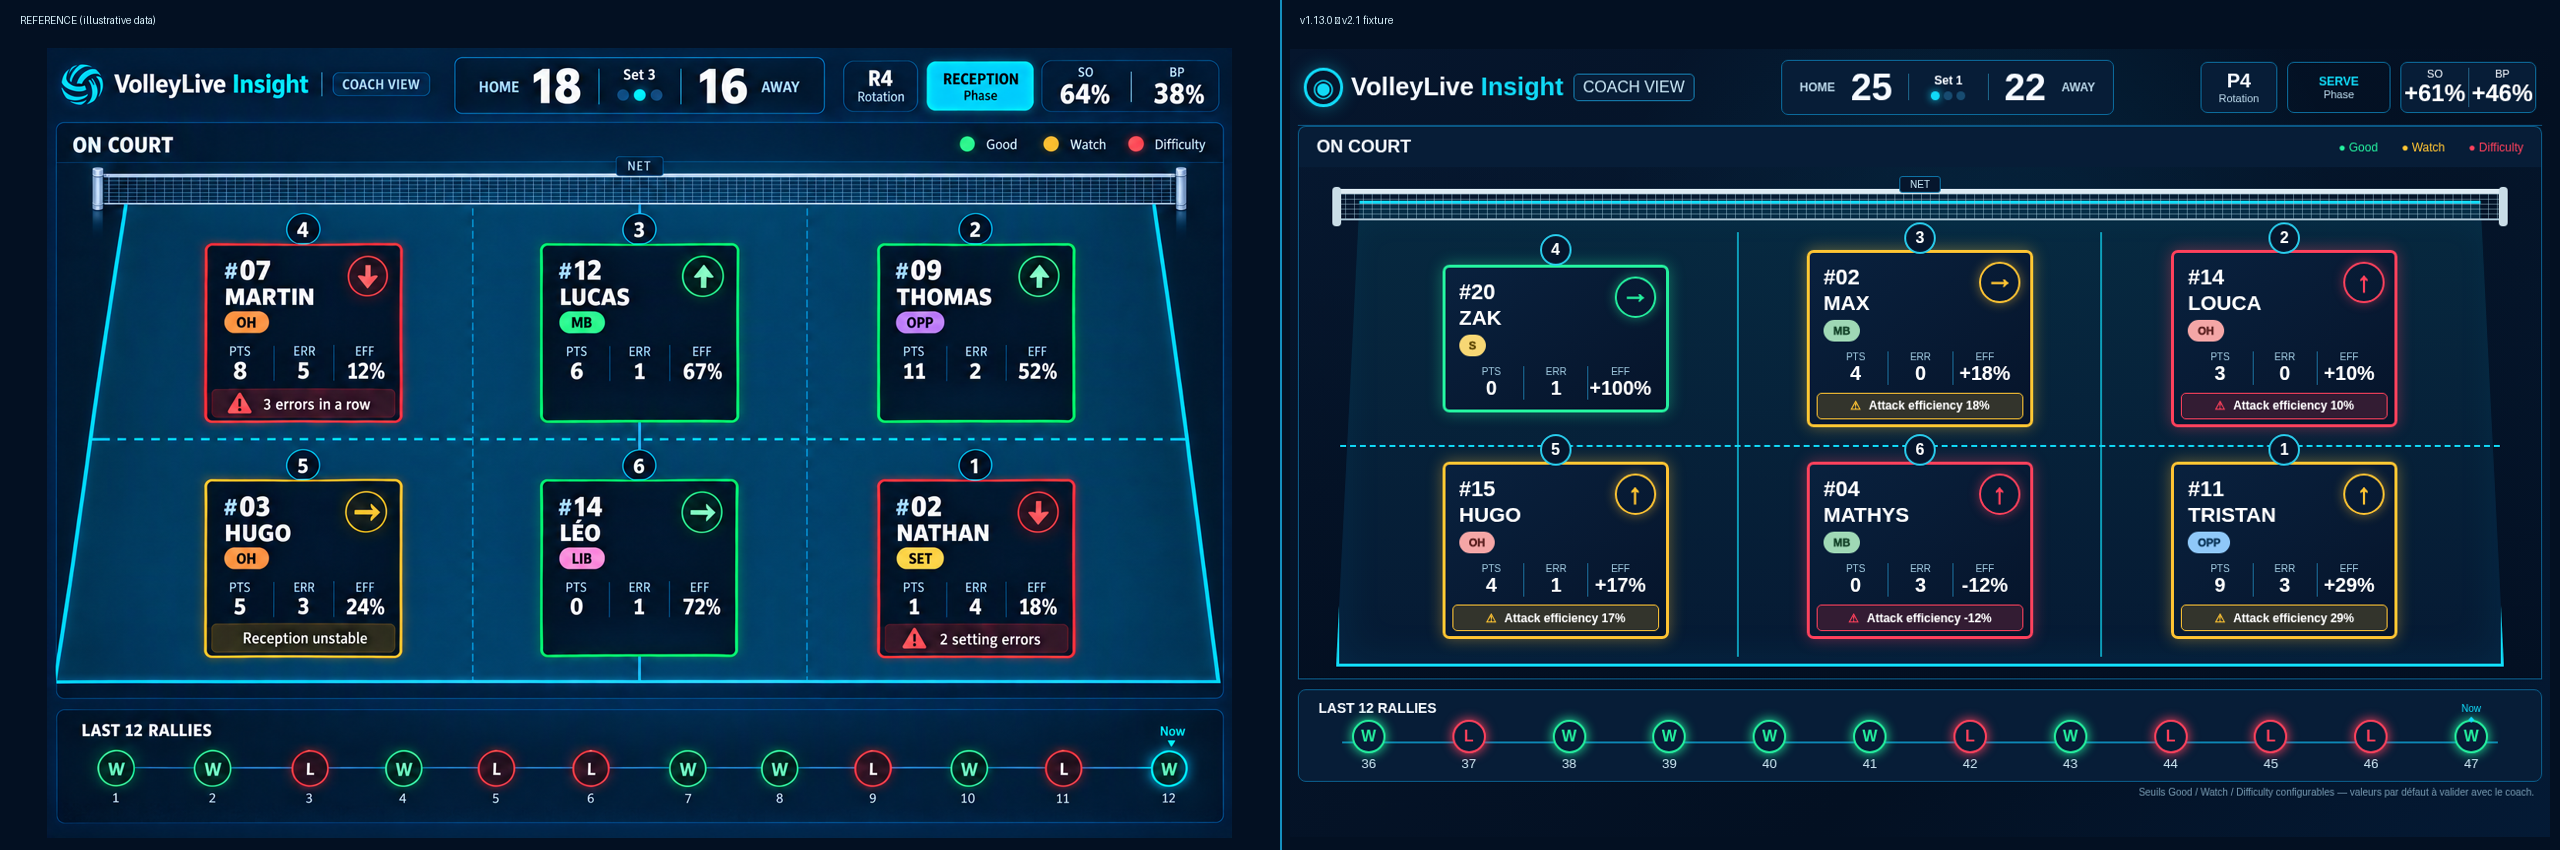 REFERENCE (illustrative data)
VolleyLive Insight
COACH VIEW
HOME 18 Set 3 16 AWAY
R4
Rotation
RECEPTION
Phase
SO
64%
BP
38%
ON COURT
Good
Watch
Difficulty
NET
4
#07
MARTIN
OH
PTS ERR EFF
8 5 12%
3 errors in a row
3
#12
LUCAS
MB
PTS ERR EFF
6 1 67%
2
#09
THOMAS
OPP
PTS ERR EFF
11 2 52%
5
#03
HUGO
OH
PTS ERR EFF
5 3 24%
Reception unstable
6
#14
LÉO
LIB
PTS ERR EFF
0 1 72%
1
#02
NATHAN
SET
PTS ERR EFF
1 4 18%
2 setting errors
LAST 12 RALLIES
Now
W W L W L L W W L W L W
1 2 3 4 5 6 7 8 9 10 11 12
v1.13.0 v2.1 fixture
VolleyLive Insight
COACH VIEW
HOME 25 Set 1 22 AWAY
P4
Rotation
SERVE
Phase
SO
+61%
BP
+46%
ON COURT
Good
Watch
Difficulty
NET
4
#20
ZAK
S
PTS ERR EFF
0 1 +100%
3
#02
MAX
MB
PTS ERR EFF
4 0 +18%
Attack efficiency 18%
2
#14
LOUCA
OH
PTS ERR EFF
3 0 +10%
Attack efficiency 10%
5
#15
HUGO
OH
PTS ERR EFF
4 1 +17%
Attack efficiency 17%
6
#04
MATHYS
MB
PTS ERR EFF
0 3 -12%
Attack efficiency -12%
1
#11
TRISTAN
OPP
PTS ERR EFF
9 3 +29%
Attack efficiency 29%
LAST 12 RALLIES
Now
W L W W W W L W L L L W
36 37 38 39 40 41 42 43 44 45 46 47
Seuils Good / Watch / Difficulty configurables — valeurs par défaut à valider avec le coach.